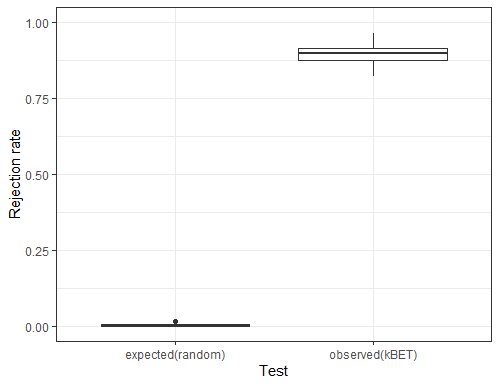 1.00
0.75
0.50
0.25
0.00
Rejection rate
expected(random)
observed(kBET)
Test